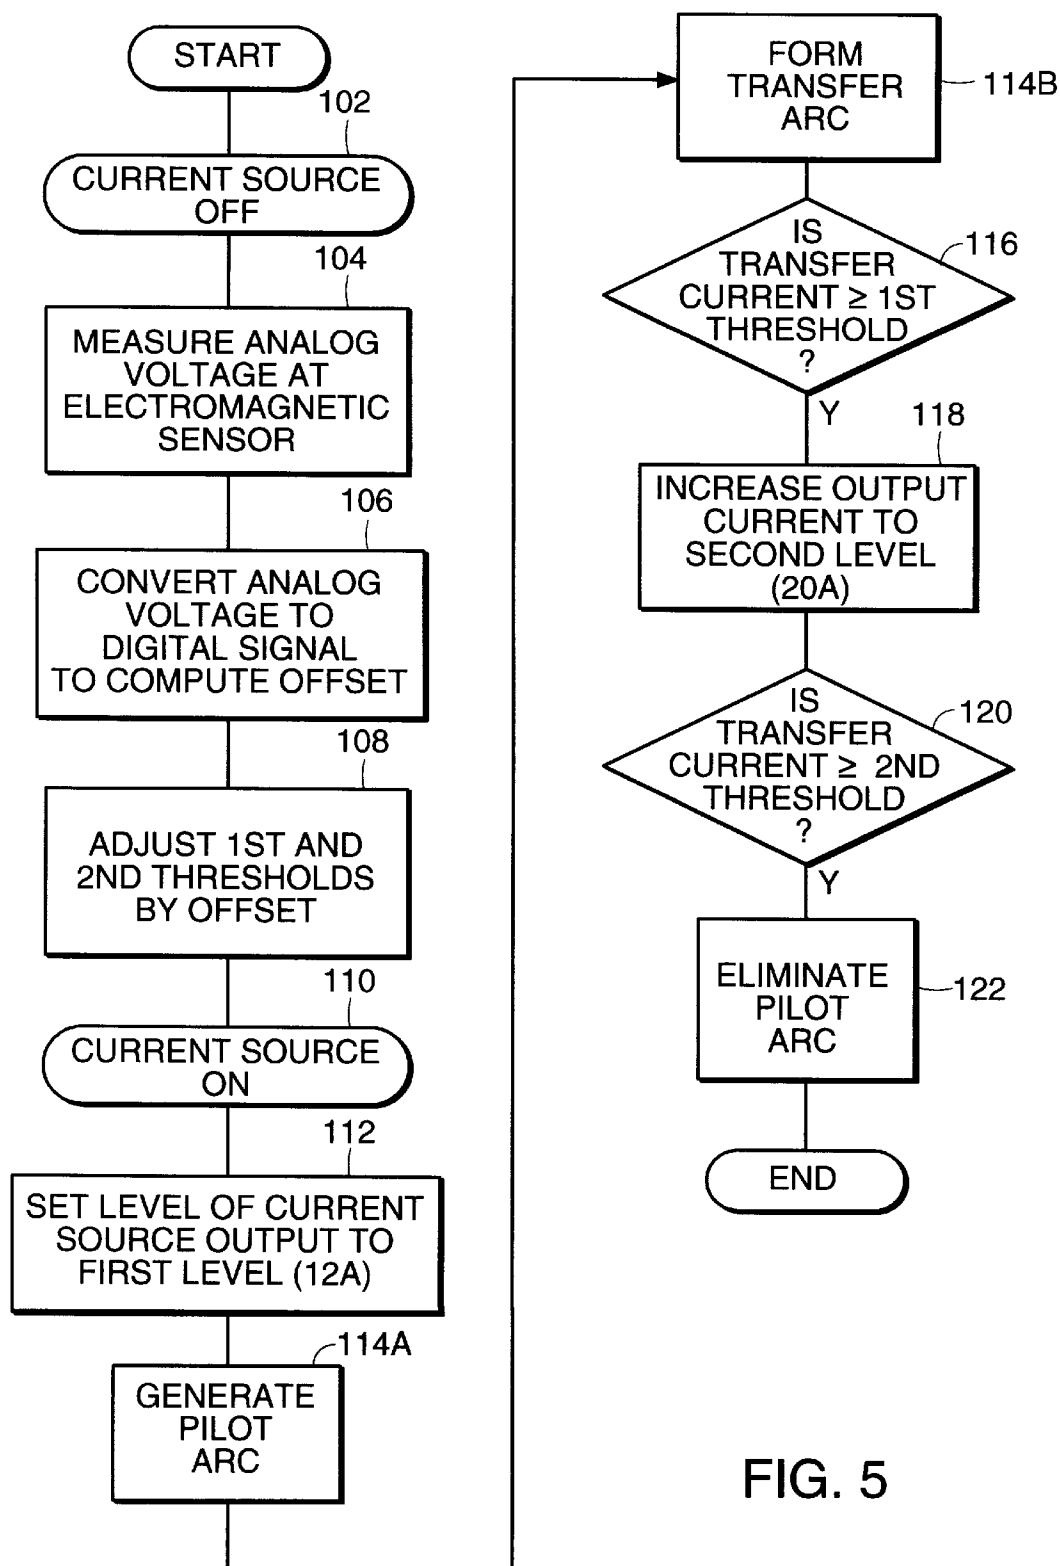 START
102
CURRENT SOURCE
OFF
104
MEASURE ANALOG
VOLTAGE AT
ELECTROMAGNETIC
SENSOR
106
CONVERT ANALOG
VOLTAGE TO
DIGITAL SIGNAL
TO COMPUTE OFFSET
108
ADJUST 1ST AND
2ND THRESHOLDS
BY OFFSET
110
CURRENT SOURCE
ON
112
SET LEVEL OF CURRENT
SOURCE OUTPUT TO
FIRST LEVEL (12A)
114A
GENERATE
PILOT
ARC
FORM
TRANSFER
ARC
114B
IS
TRANSFER
CURRENT ≥ 1ST
THRESHOLD
?
116
Y
118
INCREASE OUTPUT
CURRENT TO
SECOND LEVEL
(20A)
IS
TRANSFER
CURRENT ≥ 2ND
THRESHOLD
?
120
Y
ELIMINATE
PILOT
ARC
122
END
FIG. 5